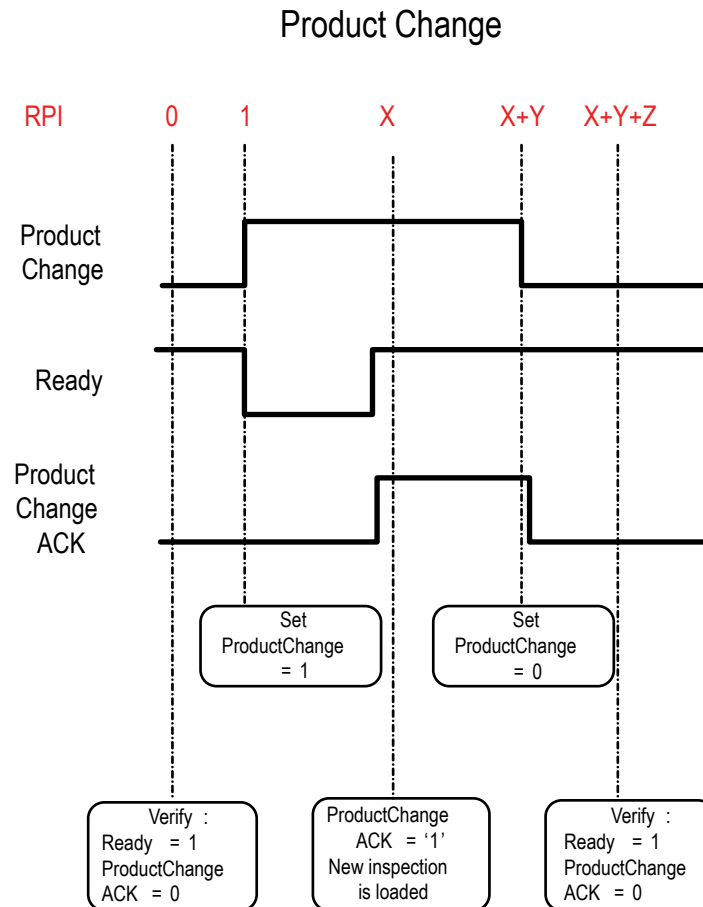 Product Change
RPI 0 1 X X+Y X+Y+Z
Product
Change
Ready
Product
Change
ACK
Set
ProductChange
= 1
Set
ProductChange
= 0
Verify :
Ready = 1
ProductChange
ACK = 0
ProductChange
ACK = ‘1’
New inspection
is loaded
Verify :
Ready = 1
ProductChange
ACK = 0